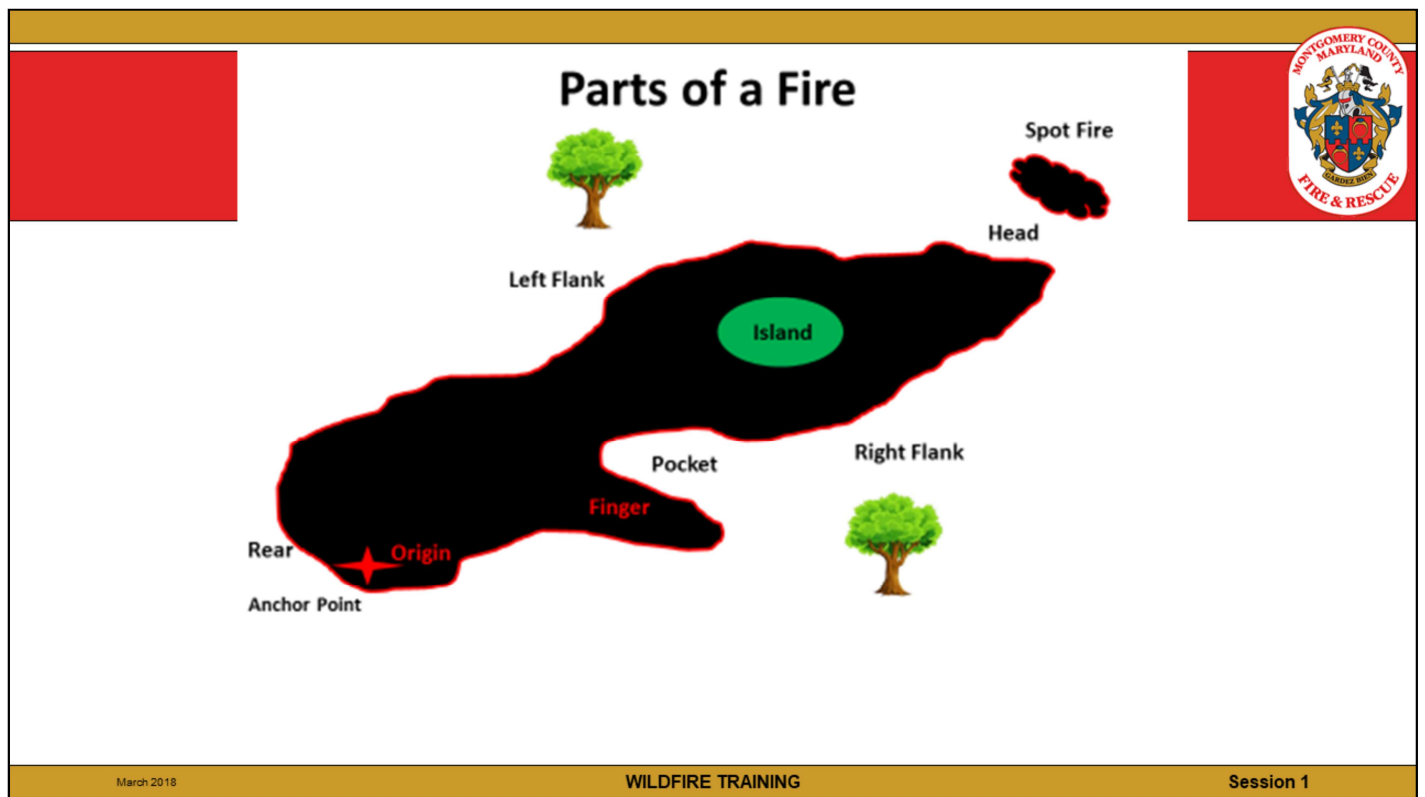 Parts of a Fire
MONTGOMERY COUNTY
MARYLAND
GARDEZ BIEN
FIRE & RESCUE
Spot Fire
Head
Left Flank
Island
Right Flank
Pocket
Finger
Rear
Origin
Anchor Point
March 2018
WILDFIRE TRAINING
Session 1